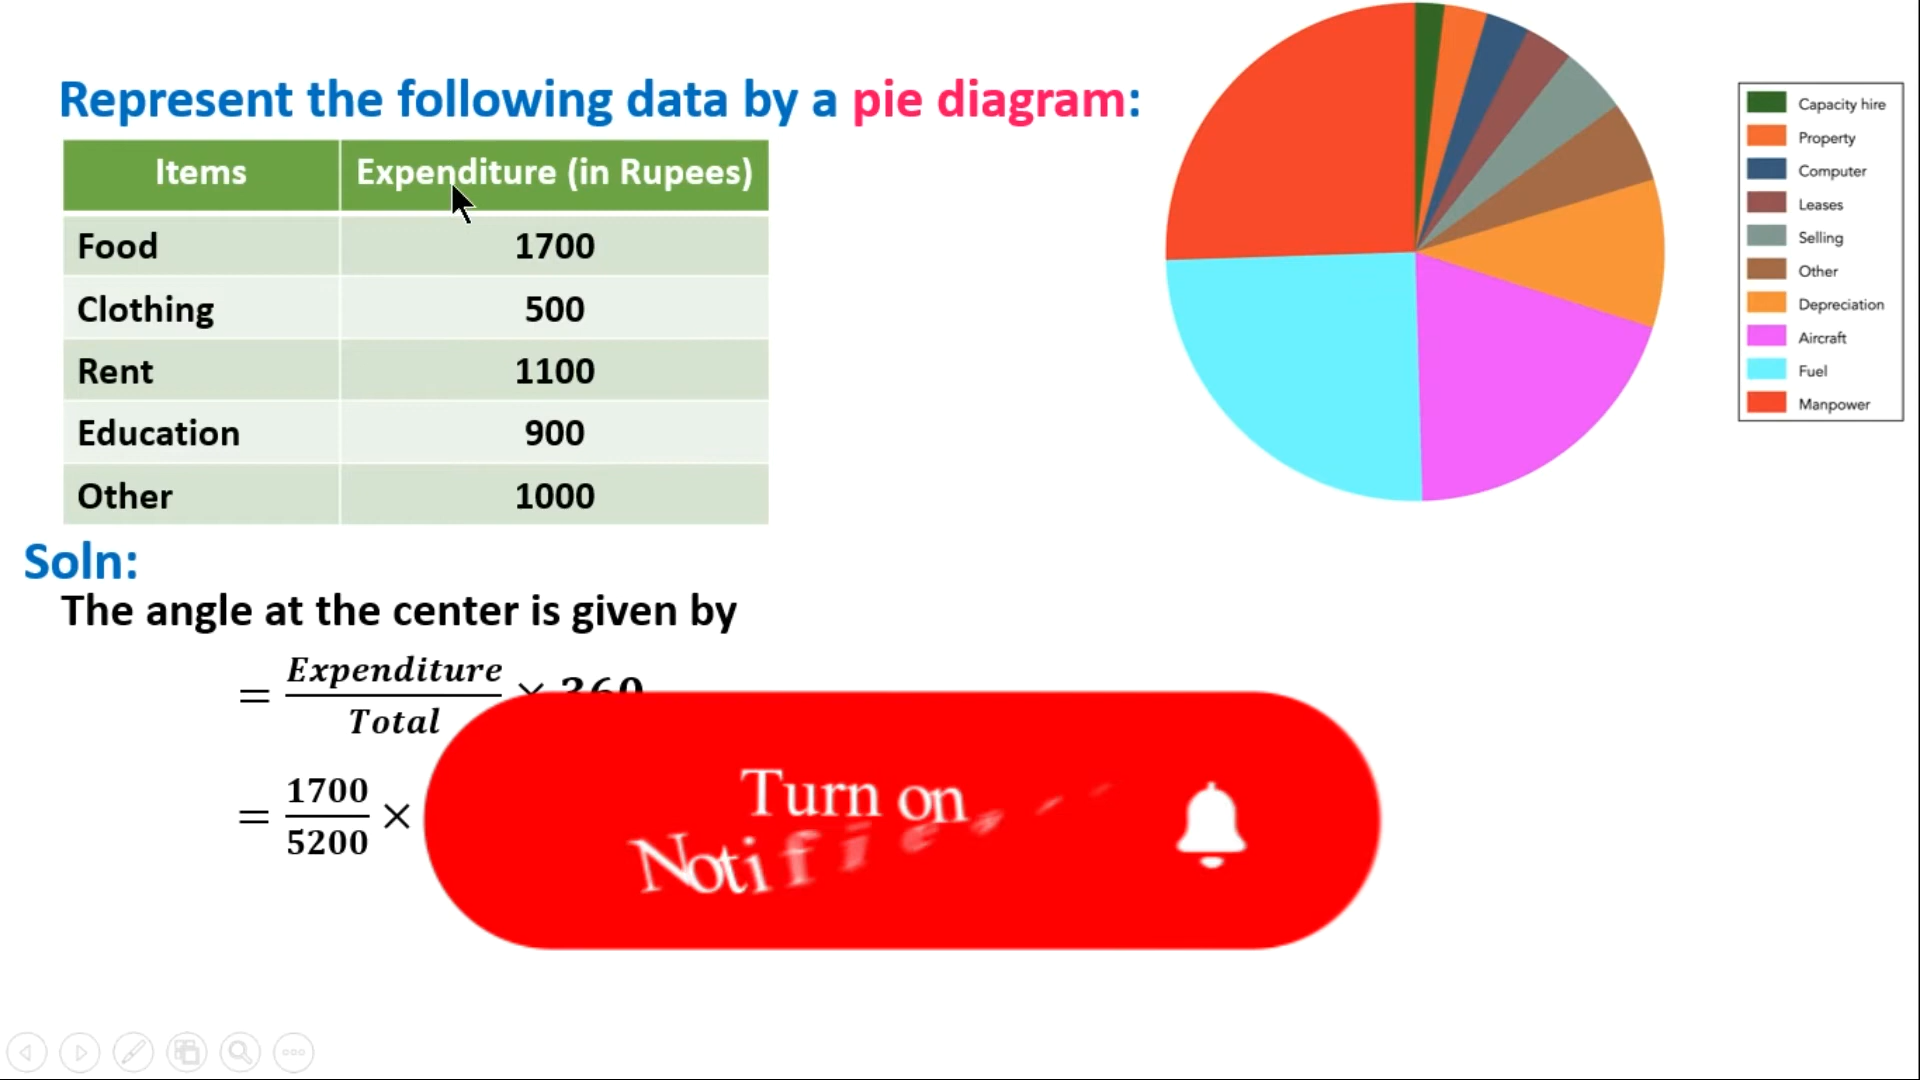 Represent the following data by a pie diagram:
Items Expenditure (in Rupees)
Food 1700
Clothing 500
Rent 1100
Education 900
Other 1000
Capacity hire
Property
Computer
Leases
Selling
Other
Depreciation
Aircraft
Fuel
Manpower
Soln:
The angle at the center is given by
= Expenditure / Total × 360
= 1700 / 5200 ×
Turn on